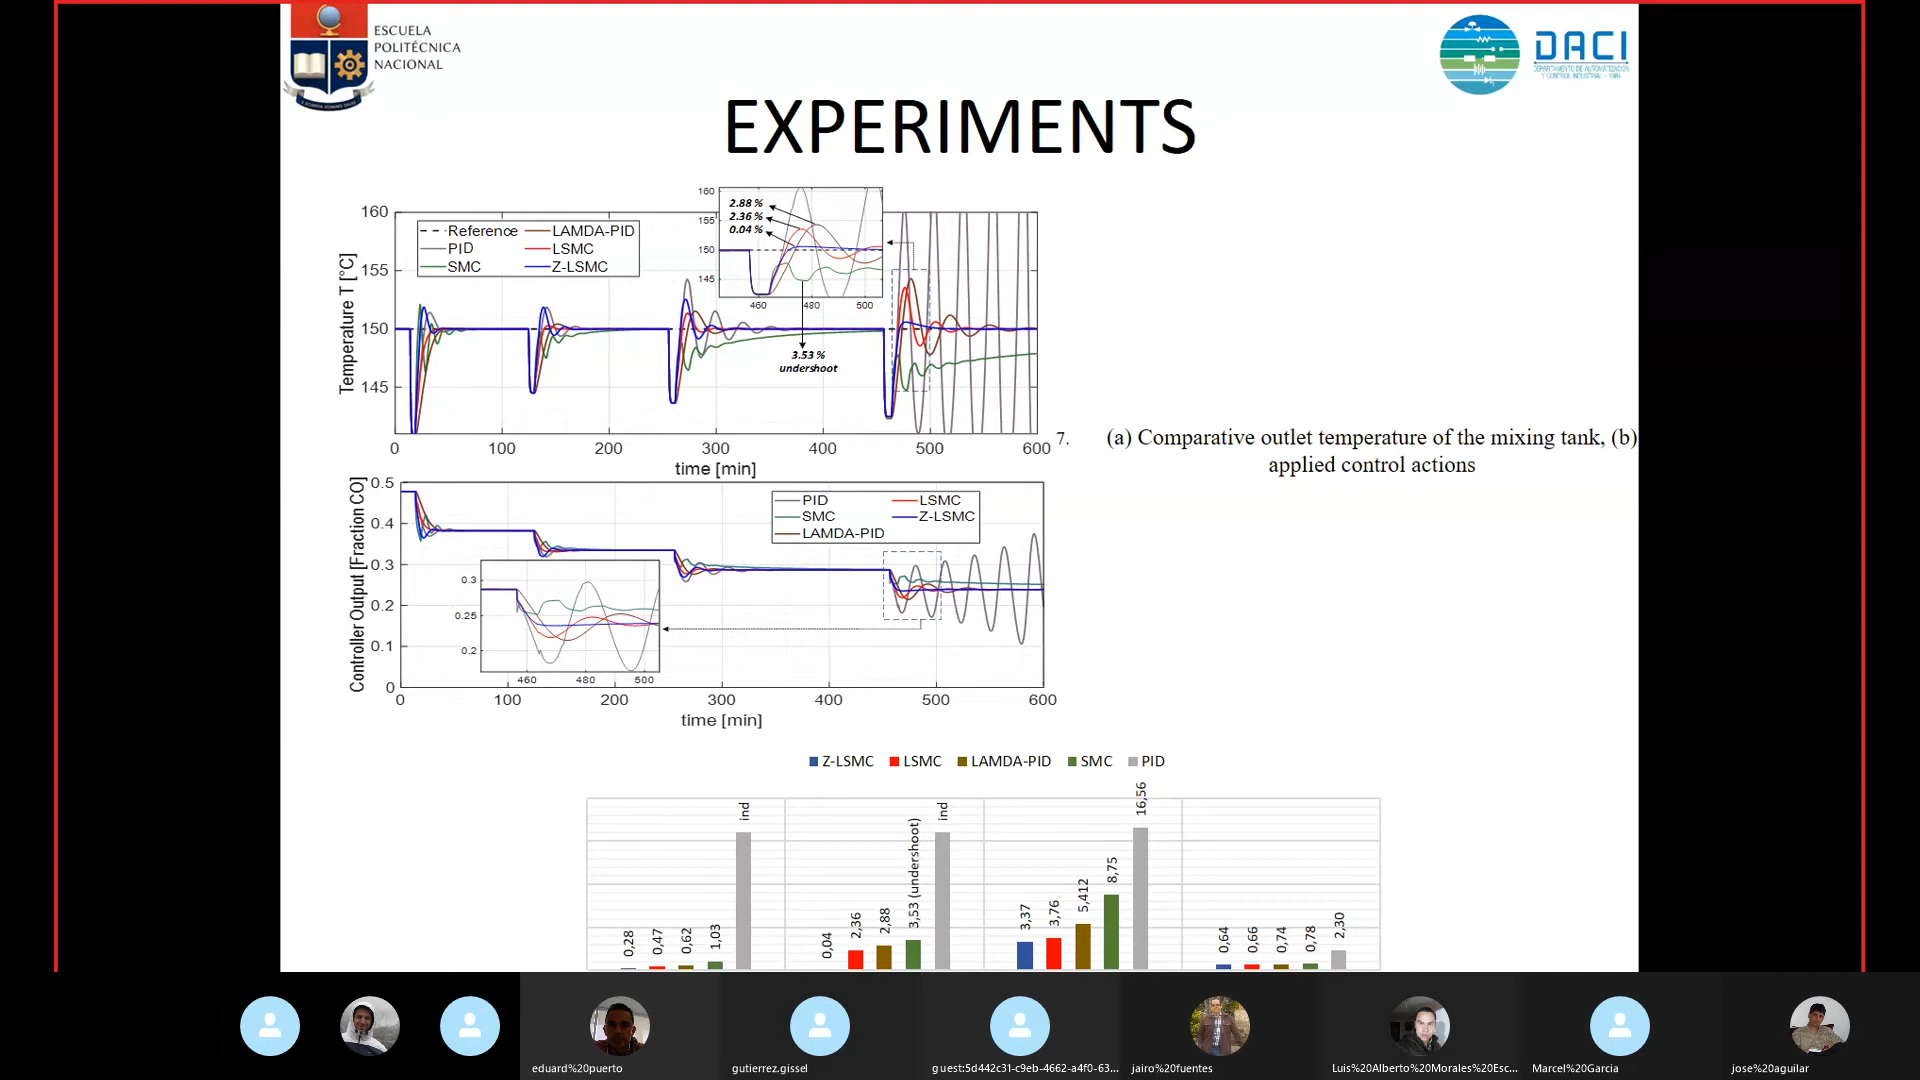 ESCUELA
POLITÉCNICA
NACIONAL
DACI
DEPARTAMENTO DE AUTOMATIZACIÓN
Y CONTROL INDUSTRIAL - 1984
EXPERIMENTS
160
155
150
145
Temperature T [°C]
Reference
LAMDA-PID
PID
LSMC
SMC
Z-LSMC
160
155
150
145
2.88 %
2.36 %
0.04 %
460
480
500
3.53 %
undershoot
0
100
200
300
400
500
600
time [min]
7.
(a) Comparative outlet temperature of the mixing tank, (b)
applied control actions
Controller Output [Fraction CO]
0.5
0.4
0.3
0.2
0.1
0
PID
LSMC
SMC
Z-LSMC
LAMDA-PID
0.3
0.25
0.2
460
480
500
0
100
200
300
400
500
600
time [min]
Z-LSMC
LSMC
LAMDA-PID
SMC
PID
0,28
0,47
0,62
1,03
ind
0,04
2,36
2,88
3,53 (undershoot)
ind
3,37
3,76
5,412
8,75
16,56
0,64
0,66
0,74
0,78
2,30
eduard%20puerto
gutierrez.gissel
guest:5d442c31-c9eb-4662-a4f0-63...
jairo%20fuentes
Luis%20Alberto%20Morales%20Esc...
Marcel%20Garcia
jose%20aguilar